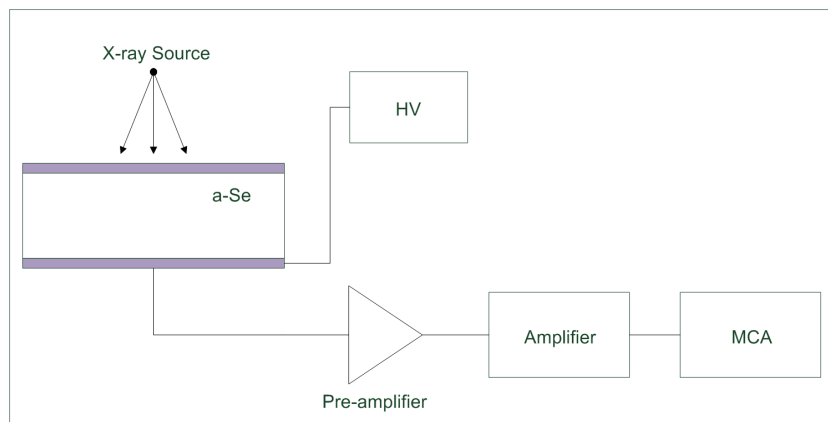 X-ray Source
HV
a-Se
Amplifier
MCA
Pre-amplifier